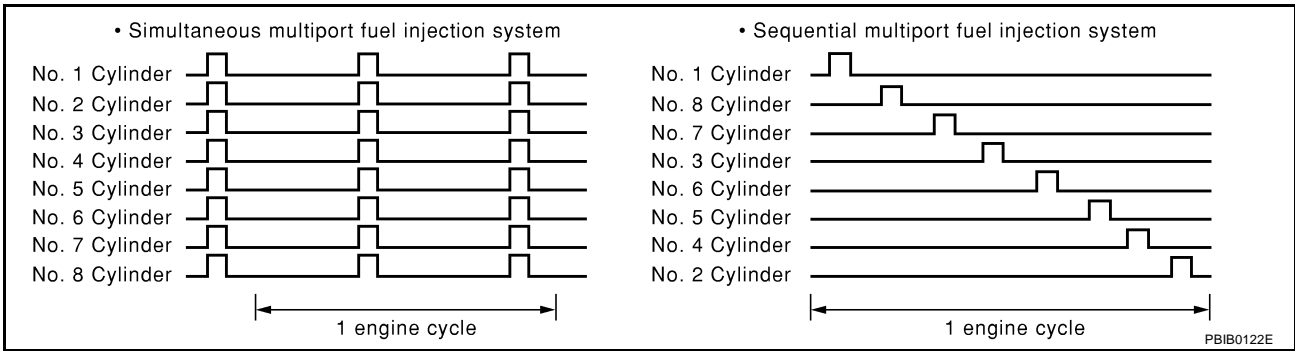 • Simultaneous multiport fuel injection system
No. 1 Cylinder
No. 2 Cylinder
No. 3 Cylinder
No. 4 Cylinder
No. 5 Cylinder
No. 6 Cylinder
No. 7 Cylinder
No. 8 Cylinder
1 engine cycle
• Sequential multiport fuel injection system
No. 1 Cylinder
No. 8 Cylinder
No. 7 Cylinder
No. 3 Cylinder
No. 6 Cylinder
No. 5 Cylinder
No. 4 Cylinder
No. 2 Cylinder
1 engine cycle
PBIB0122E